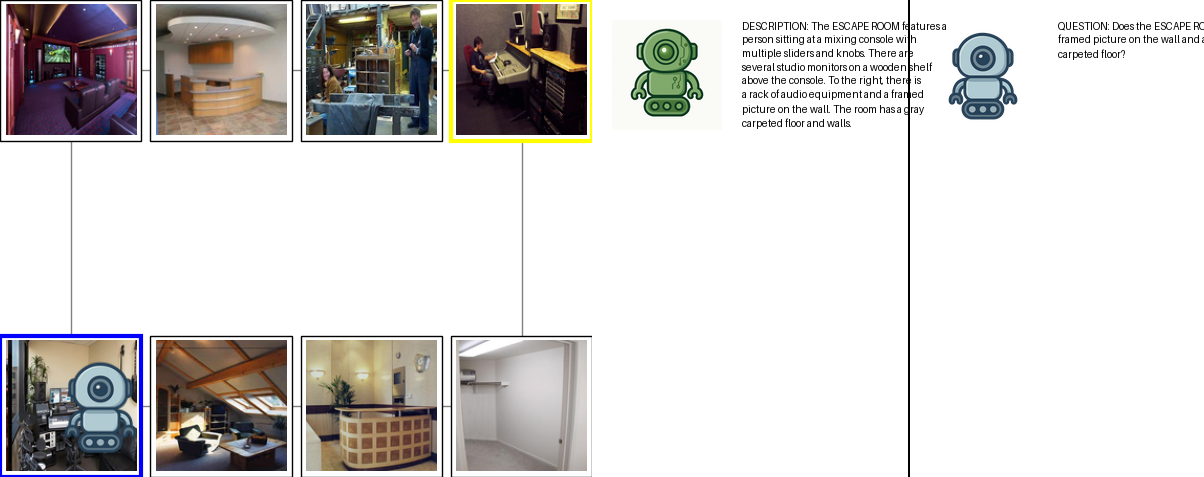 DESCRIPTION: The ESCAPE ROOM features a
person sitting at a mixing console with
multiple sliders and knobs. There are
several studio monitors on a wooden shelf
above the console. To the right, there is
a rack of audio equipment and a framed
picture on the wall. The room has a gray
carpeted floor and walls.
QUESTION: Does the ESCAPE RO
framed picture on the wall and a
carpeted floor?